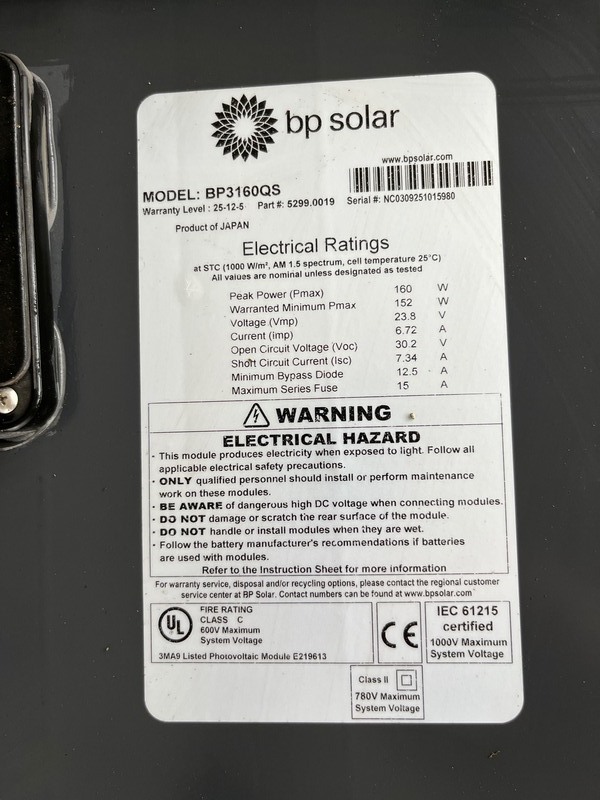 bp solar
www.bpsolar.com
MODEL: BP3160QS
Warranty Level : 25-12-5 Part #: 5299.0019 Serial #: NC0309251015980
Product of JAPAN
Electrical Ratings
at STC (1000 W/m², AM 1.5 spectrum, cell temperature 25°C)
All values are nominal unless designated as tested
Peak Power (Pmax) 160 W
Warranted Minimum Pmax 152 W
Voltage (Vmp) 23.8 V
Current (imp) 6.72 A
Open Circuit Voltage (Voc) 30.2 V
Short Circuit Current (Isc) 7.34 A
Minimum Bypass Diode 12.5 A
Maximum Series Fuse 15 A
WARNING
ELECTRICAL HAZARD
· This module produces electricity when exposed to light. Follow all
applicable electrical safety precautions.
· ONLY qualified personnel should install or perform maintenance
work on these modules.
· BE AWARE of dangerous high DC voltage when connecting modules.
· DO NOT damage or scratch the rear surface of the module.
· DO NOT handle or install modules when they are wet.
· Follow the battery manufacturer's recommendations if batteries
are used with modules.
Refer to the Instruction Sheet for more information
For warranty service, disposal and/or recycling options, please contact the regional customer
service center at BP Solar. Contact numbers can be found at www.bpsolar.com
UL
FIRE RATING
CLASS C
600V Maximum
System Voltage
3MA9 Listed Photovoltaic Module E219613
CE
IEC 61215
certified
1000V Maximum
System Voltage
Class II
780V Maximum
System Voltage